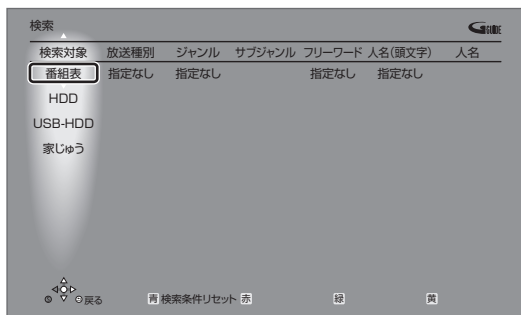 検索
G GUIDE
検索対象 放送種別 ジャンル サブジャンル フリーワード 人名(頭文字) 人名
番組表 指定なし 指定なし 指定なし 指定なし
HDD
USB-HDD
家じゅう
戻る 青 検索条件リセット 赤 緑 黄